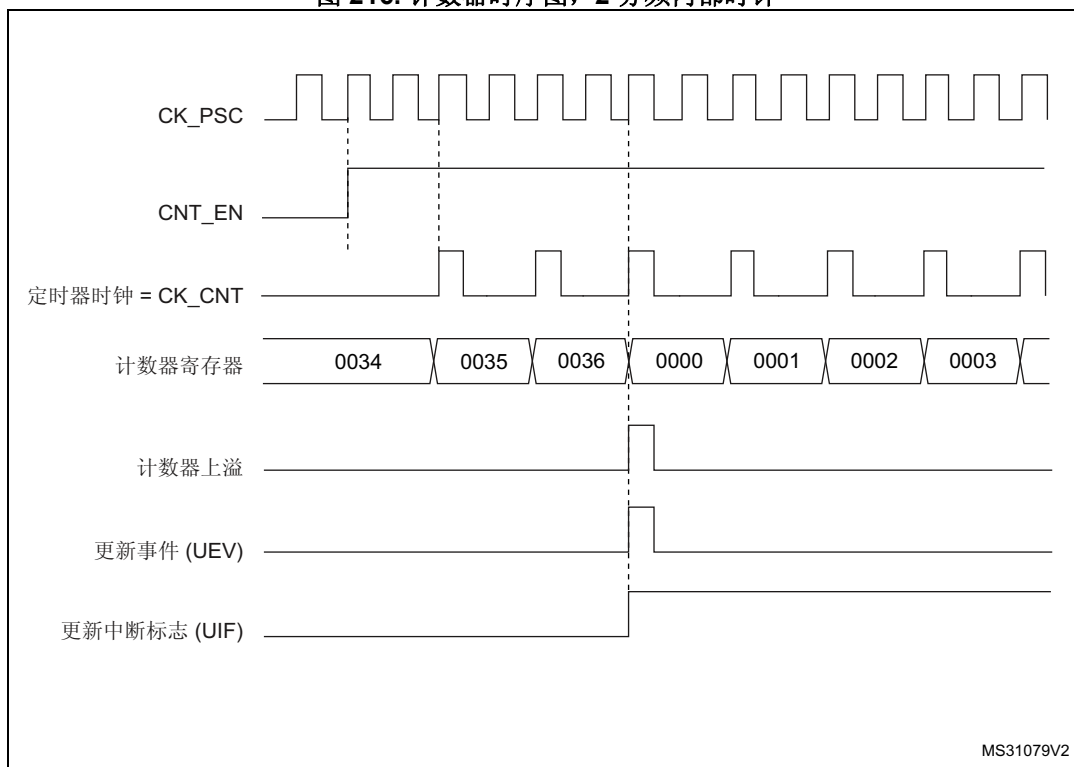 CK_PSC
CNT_EN
定时器时钟 = CK_CNT
计数器寄存器 0034 0035 0036 0000 0001 0002 0003
计数器上溢
更新事件 (UEV)
更新中断标志 (UIF)
MS31079V2